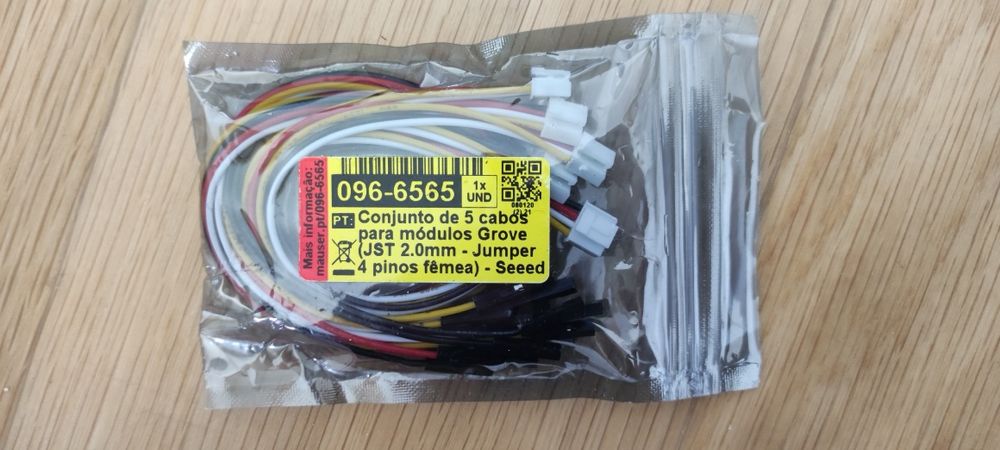 Mais informação:
mauser.pt/096-6565
096-6565
1x
UND
080120
PT: Conjunto de 5 cabos
para módulos Grove
(JST 2.0mm - Jumper
4 pinos fêmea) - Seeed